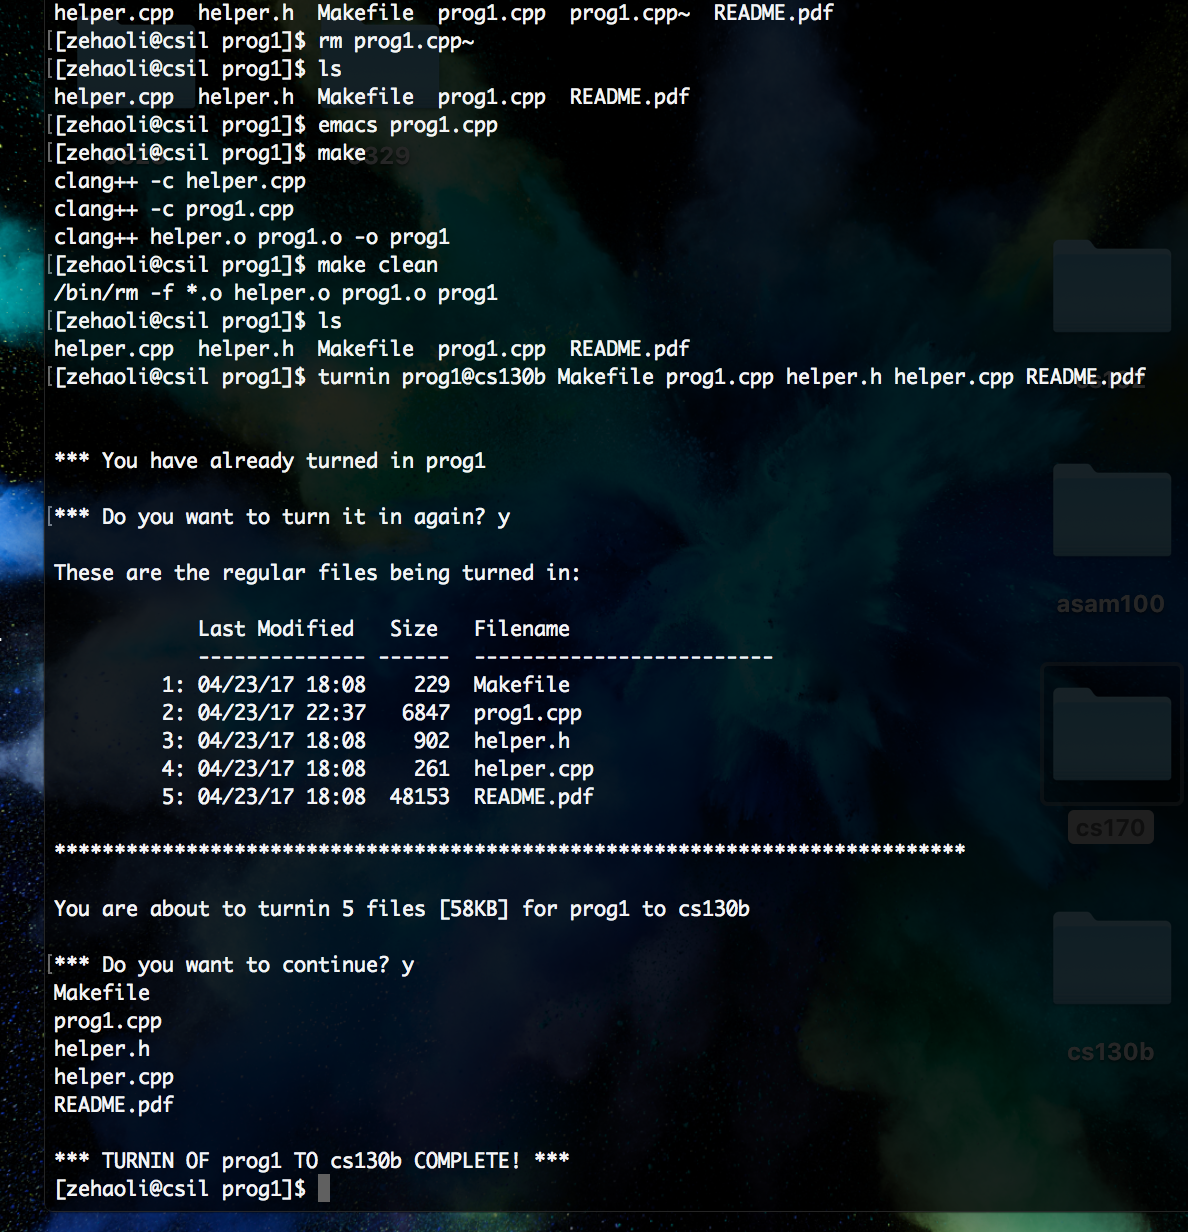 helper.cpp  helper.h  Makefile  prog1.cpp  prog1.cpp~  README.pdf
[[zehaoli@csil prog1]$ rm prog1.cpp~
[[zehaoli@csil prog1]$ ls
helper.cpp  helper.h  Makefile  prog1.cpp  README.pdf
[[zehaoli@csil prog1]$ emacs prog1.cpp
[[zehaoli@csil prog1]$ make
329
clang++ -c helper.cpp
clang++ -c prog1.cpp
clang++ helper.o prog1.o -o prog1
[[zehaoli@csil prog1]$ make clean
/bin/rm -f *.o helper.o prog1.o prog1
[[zehaoli@csil prog1]$ ls
helper.cpp  helper.h  Makefile  prog1.cpp  README.pdf
[[zehaoli@csil prog1]$ turnin prog1@cs130b Makefile prog1.cpp helper.h helper.cpp README.pdf
*** You have already turned in prog1
[*** Do you want to turn it in again? y
These are the regular files being turned in:
Last Modified   Size   Filename
-------------- ------  -------------------------
1: 04/23/17 18:08    229  Makefile
2: 04/23/17 22:37   6847  prog1.cpp
3: 04/23/17 18:08    902  helper.h
4: 04/23/17 18:08    261  helper.cpp
5: 04/23/17 18:08  48153  README.pdf
****************************************************************************
You are about to turnin 5 files [58KB] for prog1 to cs130b
[*** Do you want to continue? y
Makefile
prog1.cpp
helper.h
helper.cpp
README.pdf
*** TURNIN OF prog1 TO cs130b COMPLETE! ***
[zehaoli@csil prog1]$
asam100
cs170
cs130b